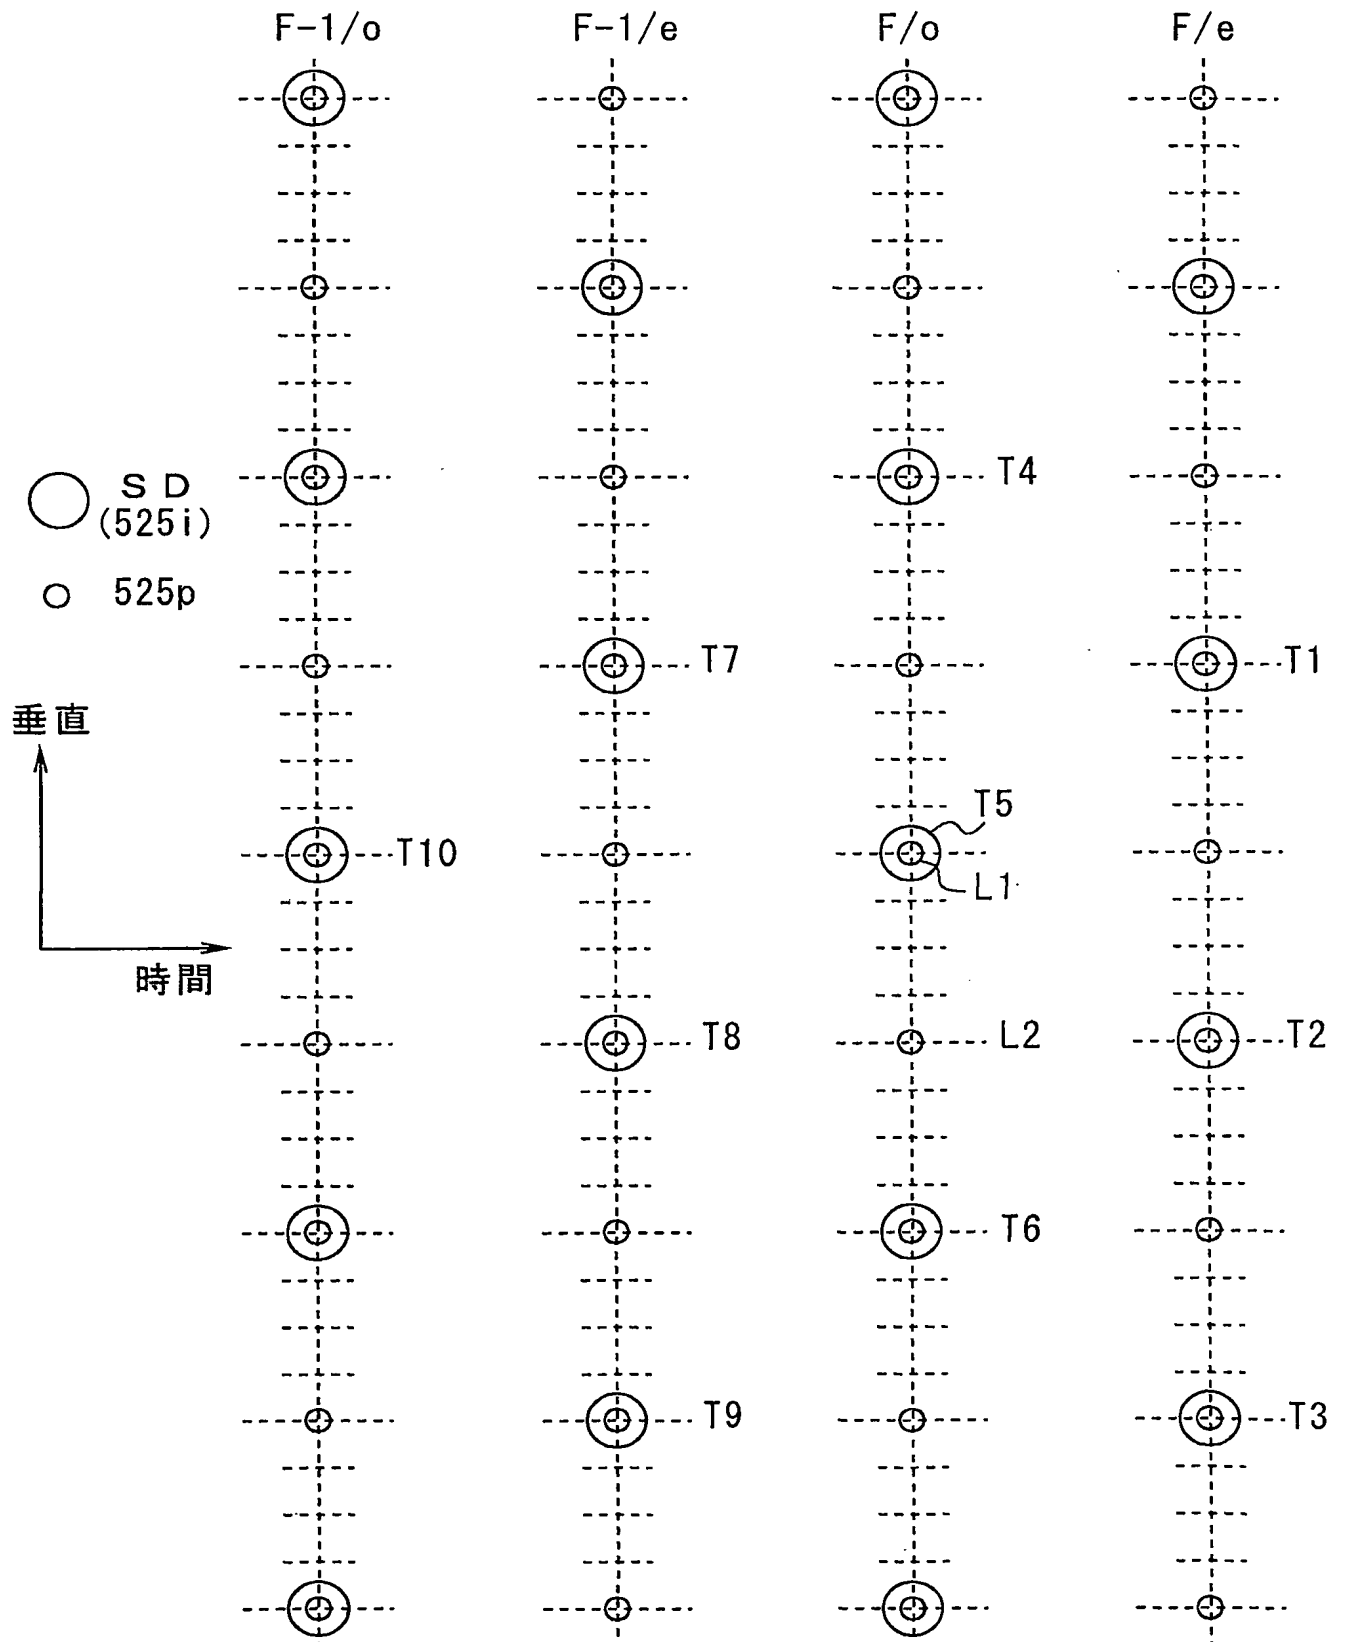 F-1/o F-1/e F/o F/e
T4
SD
(525i)
525p
T7
T1
垂直
T5
T10
L1
時間
T8
L2
T2
T6
T9
T3